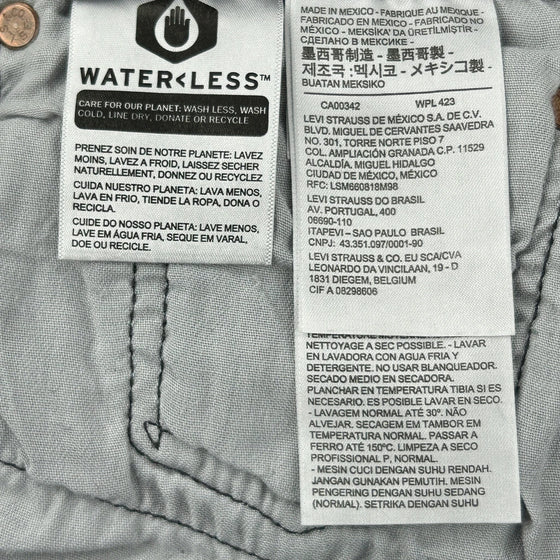 WATER<LESS™
CARE FOR OUR PLANET: WASH LESS, WASH
COLD, LINE DRY, DONATE OR RECYCLE
PRENEZ SOIN DE NOTRE PLANETE: LAVEZ
MOINS, LAVEZ A FROID, LAISSEZ SECHER
NATURELLEMENT, DONNEZ OU RECYCLEZ
CUIDA NUESTRO PLANETA: LAVA MENOS,
LAVA EN FRIO, TIENDE LA ROPA, DONA O
RECICLA.
CUIDE DO NOSSO PLANETA: LAVE MENOS,
LAVE EM ÁGUA FRIA, SEQUE EM VARAL,
DOE OU RECICLE.
MADE IN MEXICO - FABRIQUE AU MEXIQUE -
FABRICADO EN MEXICO - FABRICADO NO
MEXICO - MEKSİKA'DA ÜRETİLMİŞTİR -
СДЕЛАНО В МЕКСИКЕ -
墨西哥制造 - 墨西哥製 -
제조국 :멕시코 - メキシコ製 -
BUATAN MEKSIKO
CA00342 WPL 423
LEVI STRAUSS DE MÉXICO S.A. DE C.V.
BLVD. MIGUEL DE CERVANTES SAAVEDRA
NO. 301, TORRE NORTE PISO 7
COL. AMPLIACIÓN GRANADA C.P. 11529
ALCALDÍA. MIGUEL HIDALGO
CIUDAD DE MÉXICO, MÉXICO
RFC: LSM660818M98
LEVI STRAUSS DO BRASIL
AV. PORTUGAL, 400
06690-110
ITAPEVI – SAO PAULO BRASIL
CNPJ: 43.351.097/0001-90
LEVI STRAUSS & CO. EU SCA/CVA
LEONARDO DA VINCILAAN, 19 - D
1831 DIEGEM, BELGIUM
CIF A 08298606
NETTOYAGE A SEC POSSIBLE. - LAVAR
EN LAVADORA CON AGUA FRIA Y
DETERGENTE. NO USAR BLANQUEADOR.
SECADO MEDIO EN SECADORA.
PLANCHAR EN TEMPERATURA TIBIA SI ES
NECESARIO. ES POSIBLE LAVAR EN SECO.
- LAVAGEM NORMAL ATÉ 30º. NÃO
ALVEJAR. SECAGEM EM TAMBOR EM
TEMPERATURA NORMAL. PASSAR A
FERRO ATÉ 150ºC. LIMPEZA A SECO
PROFISSIONAL P, NORMAL.
- MESIN CUCI DENGAN SUHU RENDAH.
JANGAN GUNAKAN PEMUTIH. MESIN
PENGERING DENGAN SUHU SEDANG
(NORMAL). SETRIKA DENGAN SUHU